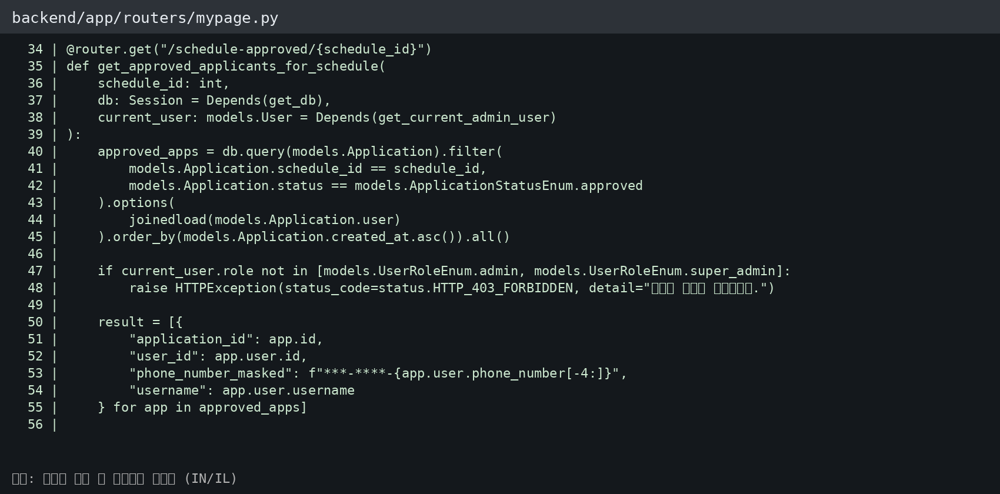 backend/app/routers/mypage.py
34 | @router.get("/schedule-approved/{schedule_id}")
35 | def get_approved_applicants_for_schedule(
36 |     schedule_id: int,
37 |     db: Session = Depends(get_db),
38 |     current_user: models.User = Depends(get_current_admin_user)
39 | ):
40 |     approved_apps = db.query(models.Application).filter(
41 |         models.Application.schedule_id == schedule_id,
42 |         models.Application.status == models.ApplicationStatusEnum.approved
43 |     ).options(
44 |         joinedload(models.Application.user)
45 |     ).order_by(models.Application.created_at.asc()).all()
46 |
47 |     if current_user.role not in [models.UserRoleEnum.admin, models.UserRoleEnum.super_admin]:
48 |         raise HTTPException(status_code=status.HTTP_403_FORBIDDEN, detail=" .")
49 |
50 |     result = [{
51 |         "application_id": app.id,
52 |         "user_id": app.user.id,
53 |         "phone_number_masked": f"***-****-{app.user.phone_number[-4:]}",
54 |         "username": app.user.username
55 |     } for app in approved_apps]
56 |
: (IN/IL)